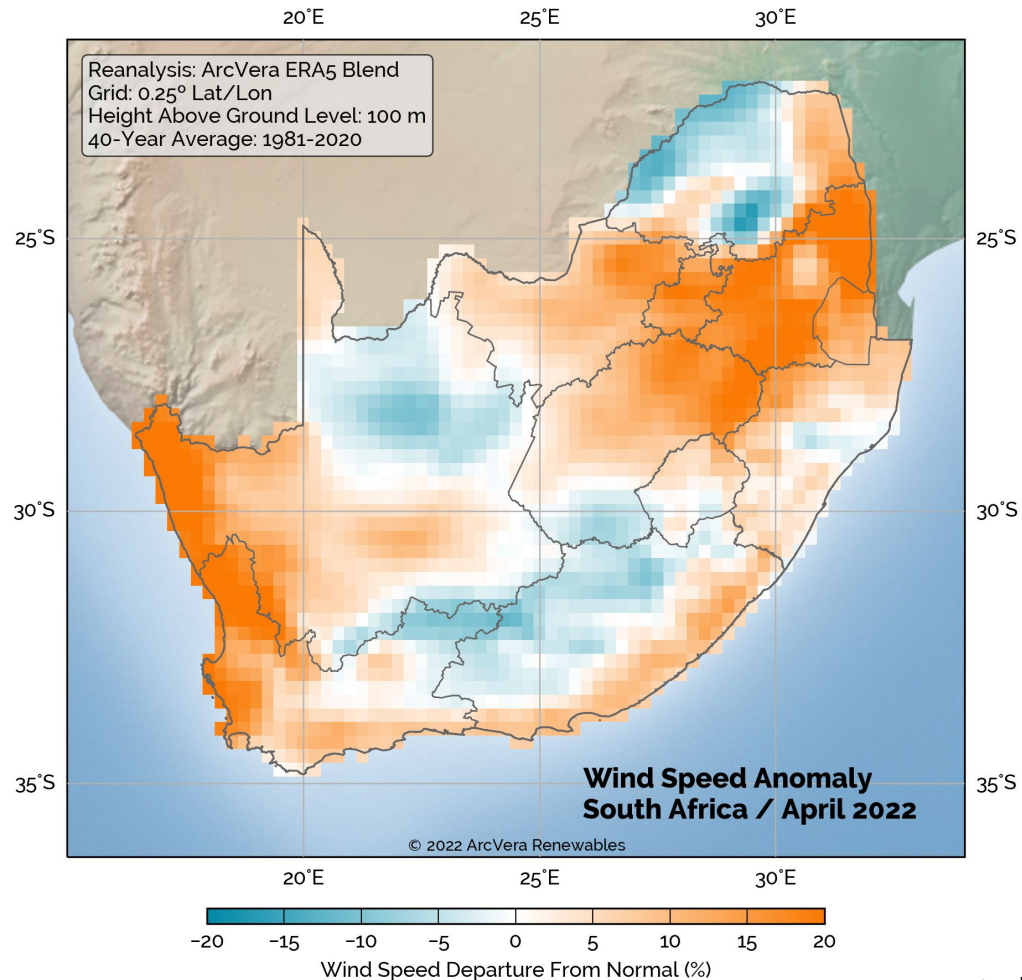 20°E 25°E 30°E
Reanalysis: ArcVera ERA5 Blend
Grid: 0.25º Lat/Lon
Height Above Ground Level: 100 m
40-Year Average: 1981-2020
25°S 25°S
30°S 30°S
35°S 35°S
Wind Speed Anomaly
South Africa / April 2022
© 2022 ArcVera Renewables
20°E 25°E 30°E
−20 −15 −10 −5 0 5 10 15 20
Wind Speed Departure From Normal (%)